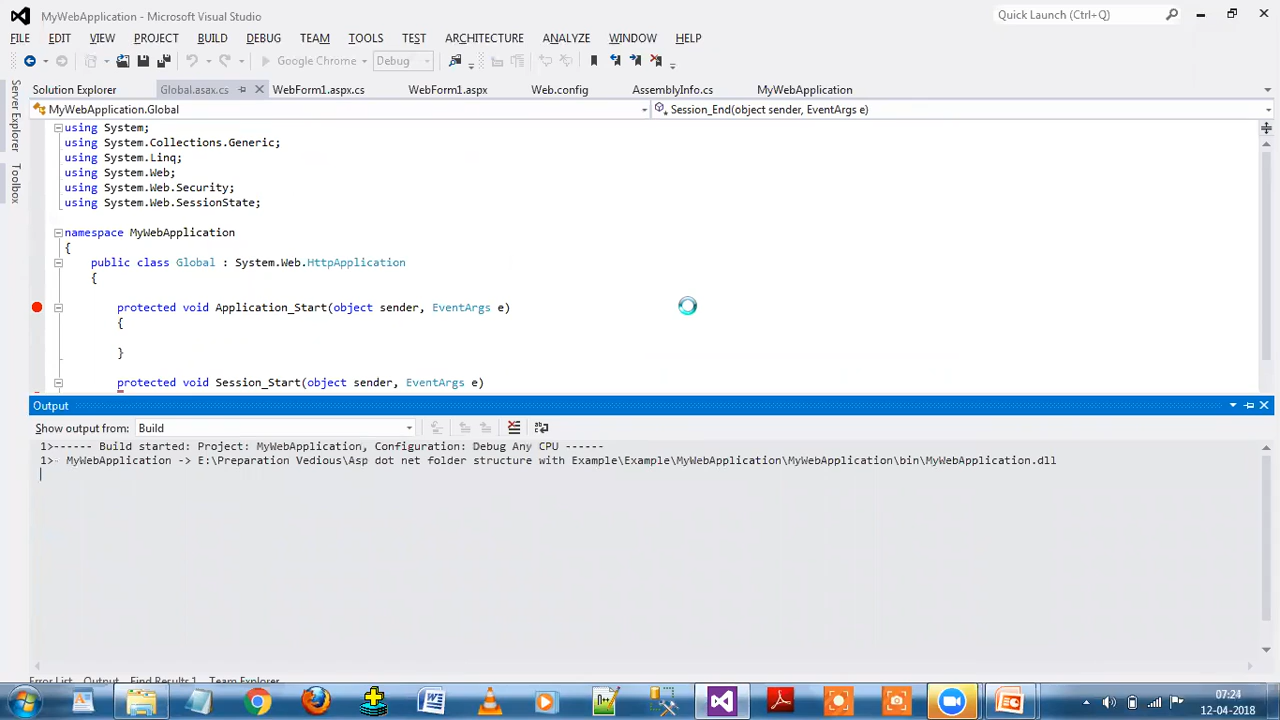 MyWebApplication - Microsoft Visual Studio
Quick Launch (Ctrl+Q)
FILE EDIT VIEW PROJECT BUILD DEBUG TEAM TOOLS TEST ARCHITECTURE ANALYZE WINDOW HELP
Google Chrome Debug
Solution Explorer Global.asax.cs WebForm1.aspx.cs WebForm1.aspx Web.config AssemblyInfo.cs MyWebApplication
Server Explorer
Toolbox
MyWebApplication.Global Session_End(object sender, EventArgs e)
using System;
using System.Collections.Generic;
using System.Linq;
using System.Web;
using System.Web.Security;
using System.Web.SessionState;
namespace MyWebApplication
{
public class Global : System.Web.HttpApplication
{
protected void Application_Start(object sender, EventArgs e)
{
}
protected void Session_Start(object sender, EventArgs e)
Output
Show output from: Build
1>------ Build started: Project: MyWebApplication, Configuration: Debug Any CPU ------
1>- MyWebApplication -> E:\Preparation Vedious\Asp dot net folder structure with Example\Example\MyWebApplication\MyWebApplication\bin\MyWebApplication.dll
Error List Output Find Results 1 Team Explorer
07:24
12-04-2018